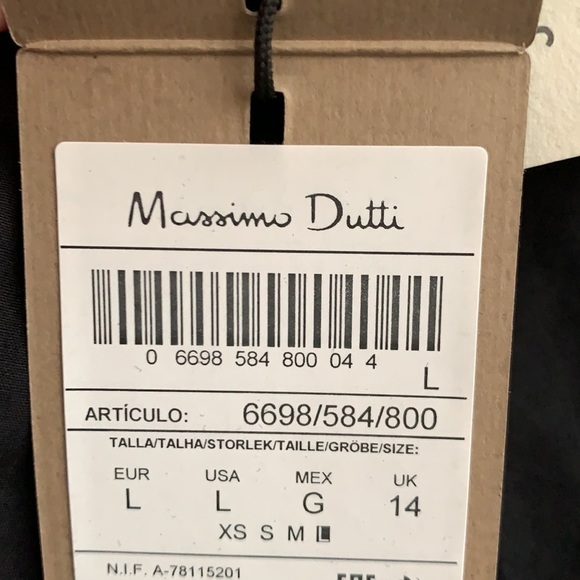 Massimo Dutti
0 6698 584 800 04 4
L
ARTÍCULO: 6698/584/800
TALLA/TALHA/STORLEK/TAILLE/GRÖBE/SIZE:
EUR USA MEX UK
L L G 14
XS S M L
N.I.F. A-78115201